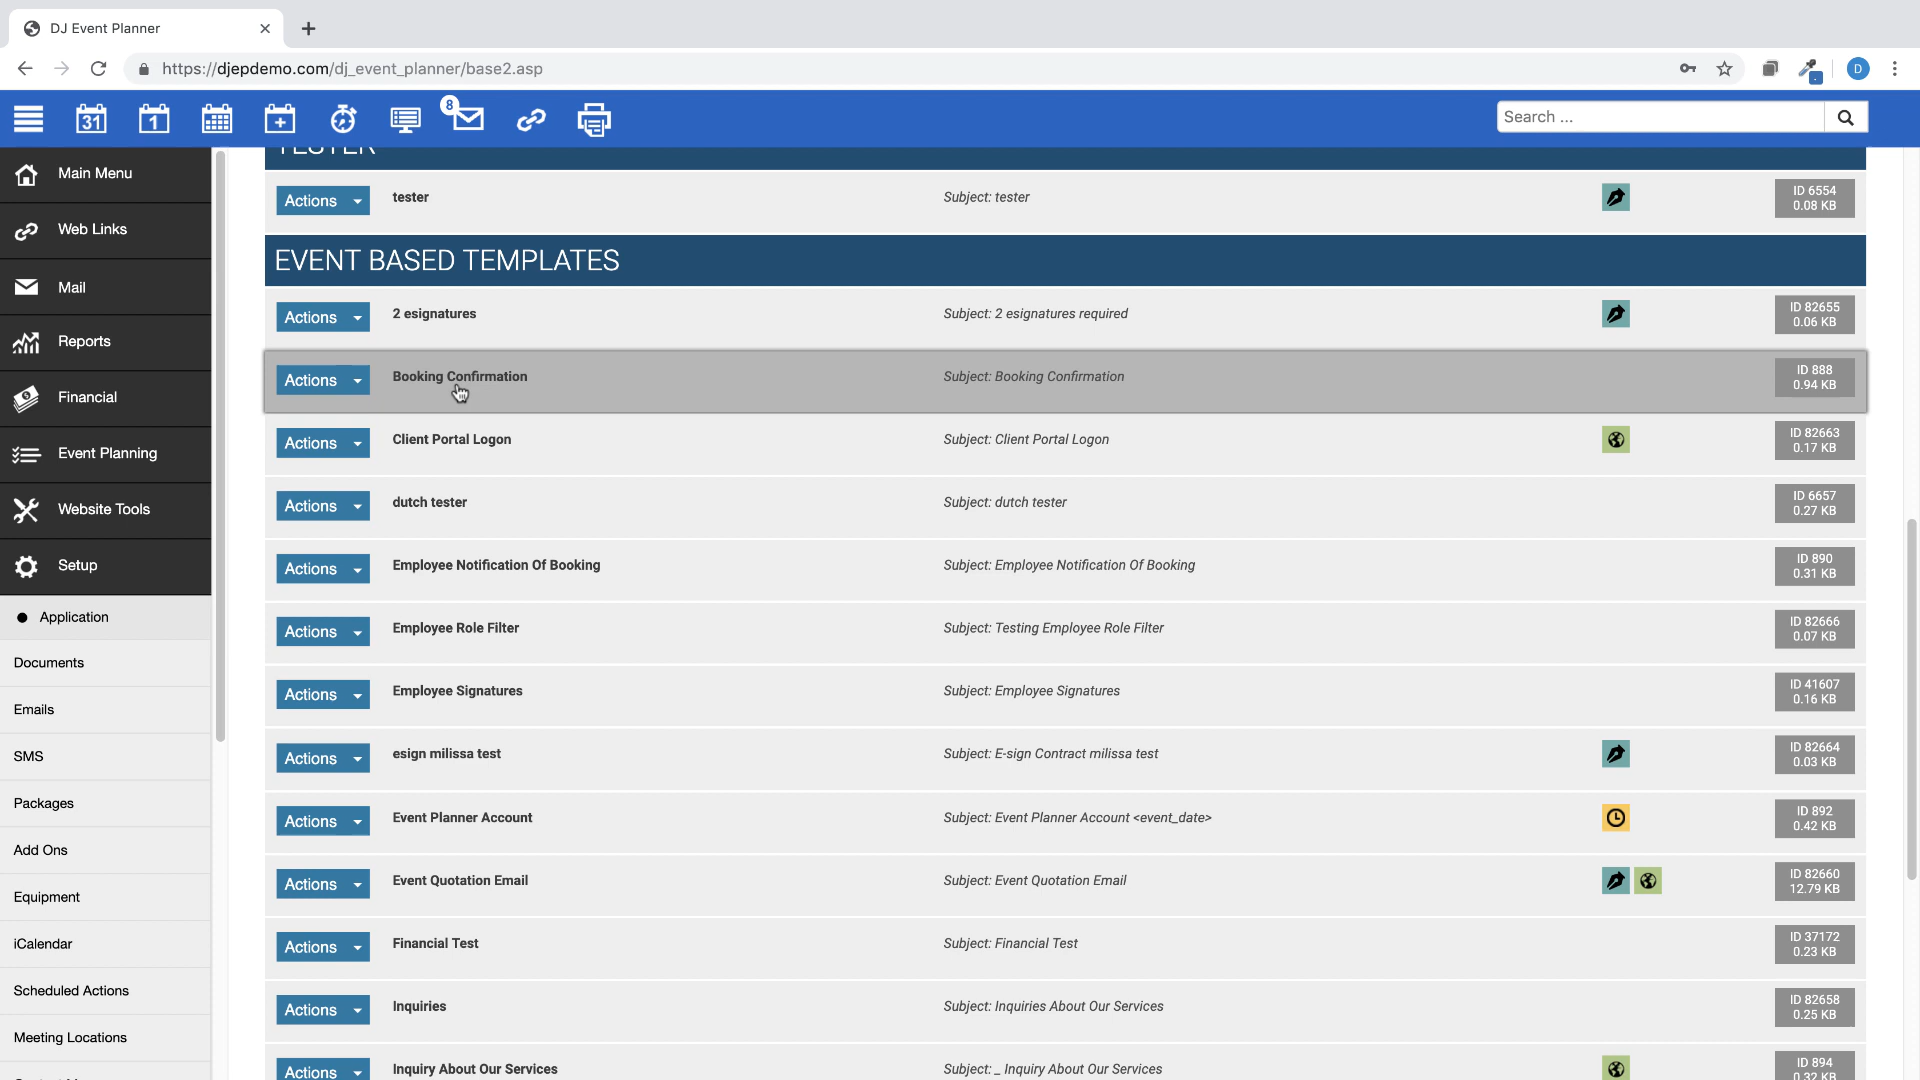 DJ Event Planner
https://djepdemo.com/dj_event_planner/base2.asp
D
31
1
8
Search ...
Main Menu
Web Links
Mail
Reports
Financial
Event Planning
Website Tools
Setup
Application
Documents
Emails
SMS
Packages
Add Ons
Equipment
iCalendar
Scheduled Actions
Meeting Locations
TESTER
Actions tester Subject: tester ID 6554
0.08 KB
EVENT BASED TEMPLATES
Actions 2 esignatures Subject: 2 esignatures required ID 82655
0.06 KB
Actions Booking Confirmation Subject: Booking Confirmation ID 888
0.94 KB
Actions Client Portal Logon Subject: Client Portal Logon ID 82663
0.17 KB
Actions dutch tester Subject: dutch tester ID 6657
0.27 KB
Actions Employee Notification Of Booking Subject: Employee Notification Of Booking ID 890
0.31 KB
Actions Employee Role Filter Subject: Testing Employee Role Filter ID 82666
0.07 KB
Actions Employee Signatures Subject: Employee Signatures ID 41607
0.16 KB
Actions esign milissa test Subject: E-sign Contract milissa test ID 82664
0.03 KB
Actions Event Planner Account Subject: Event Planner Account <event_date> ID 892
0.42 KB
Actions Event Quotation Email Subject: Event Quotation Email ID 82660
12.79 KB
Actions Financial Test Subject: Financial Test ID 37172
0.23 KB
Actions Inquiries Subject: Inquiries About Our Services ID 82658
0.25 KB
Actions Inquiry About Our Services Subject: _ Inquiry About Our Services ID 894
0.32 KB